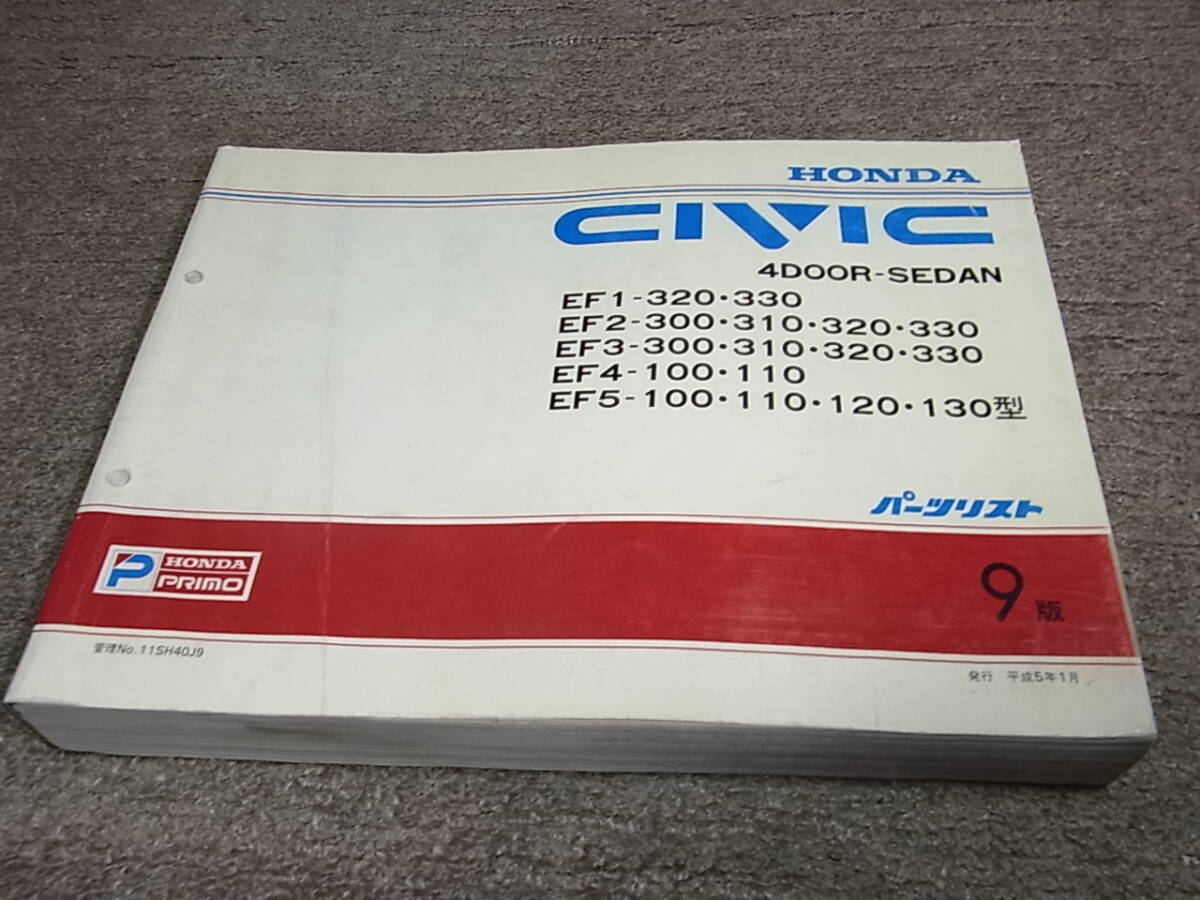 HONDA
CIVIC
4DOOR-SEDAN
EF1-320・330
EF2-300・310・320・330
EF3-300・310・320・330
EF4-100・110
EF5-100・110・120・130型
パーツリスト
9版
P HONDA
PRIMO
管理No.11SH40J9
発行 平成5年1月